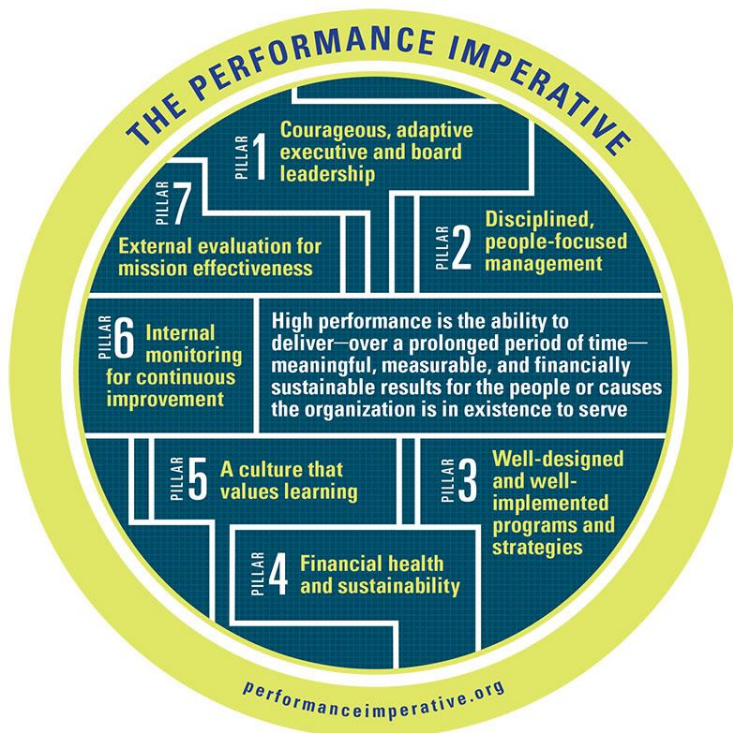 THE PERFORMANCE IMPERATIVE
PILLAR 1
Courageous, adaptive
executive and board
leadership
PILLAR 2
Disciplined,
people-focused
management
PILLAR 3
Well-designed
and well-
implemented
programs and
strategies
PILLAR 4
Financial health
and sustainability
PILLAR 5
A culture that
values learning
PILLAR 6
Internal
monitoring
for continuous
improvement
PILLAR 7
External evaluation for
mission effectiveness
High performance is the ability to
deliver—over a prolonged period of time—
meaningful, measurable, and financially
sustainable results for the people or causes
the organization is in existence to serve
performanceimperative.org